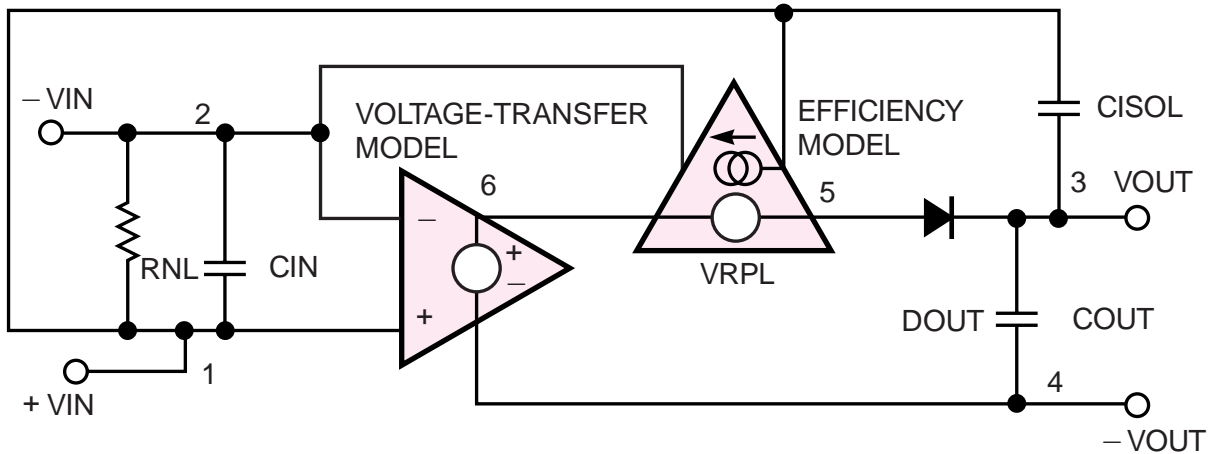 – VIN
2
VOLTAGE-TRANSFER
MODEL
EFFICIENCY
MODEL
CISOL
6
5
3
VOUT
–
+
–
RNL
CIN
VRPL
+
DOUT
COUT
1
+ VIN
4
– VOUT